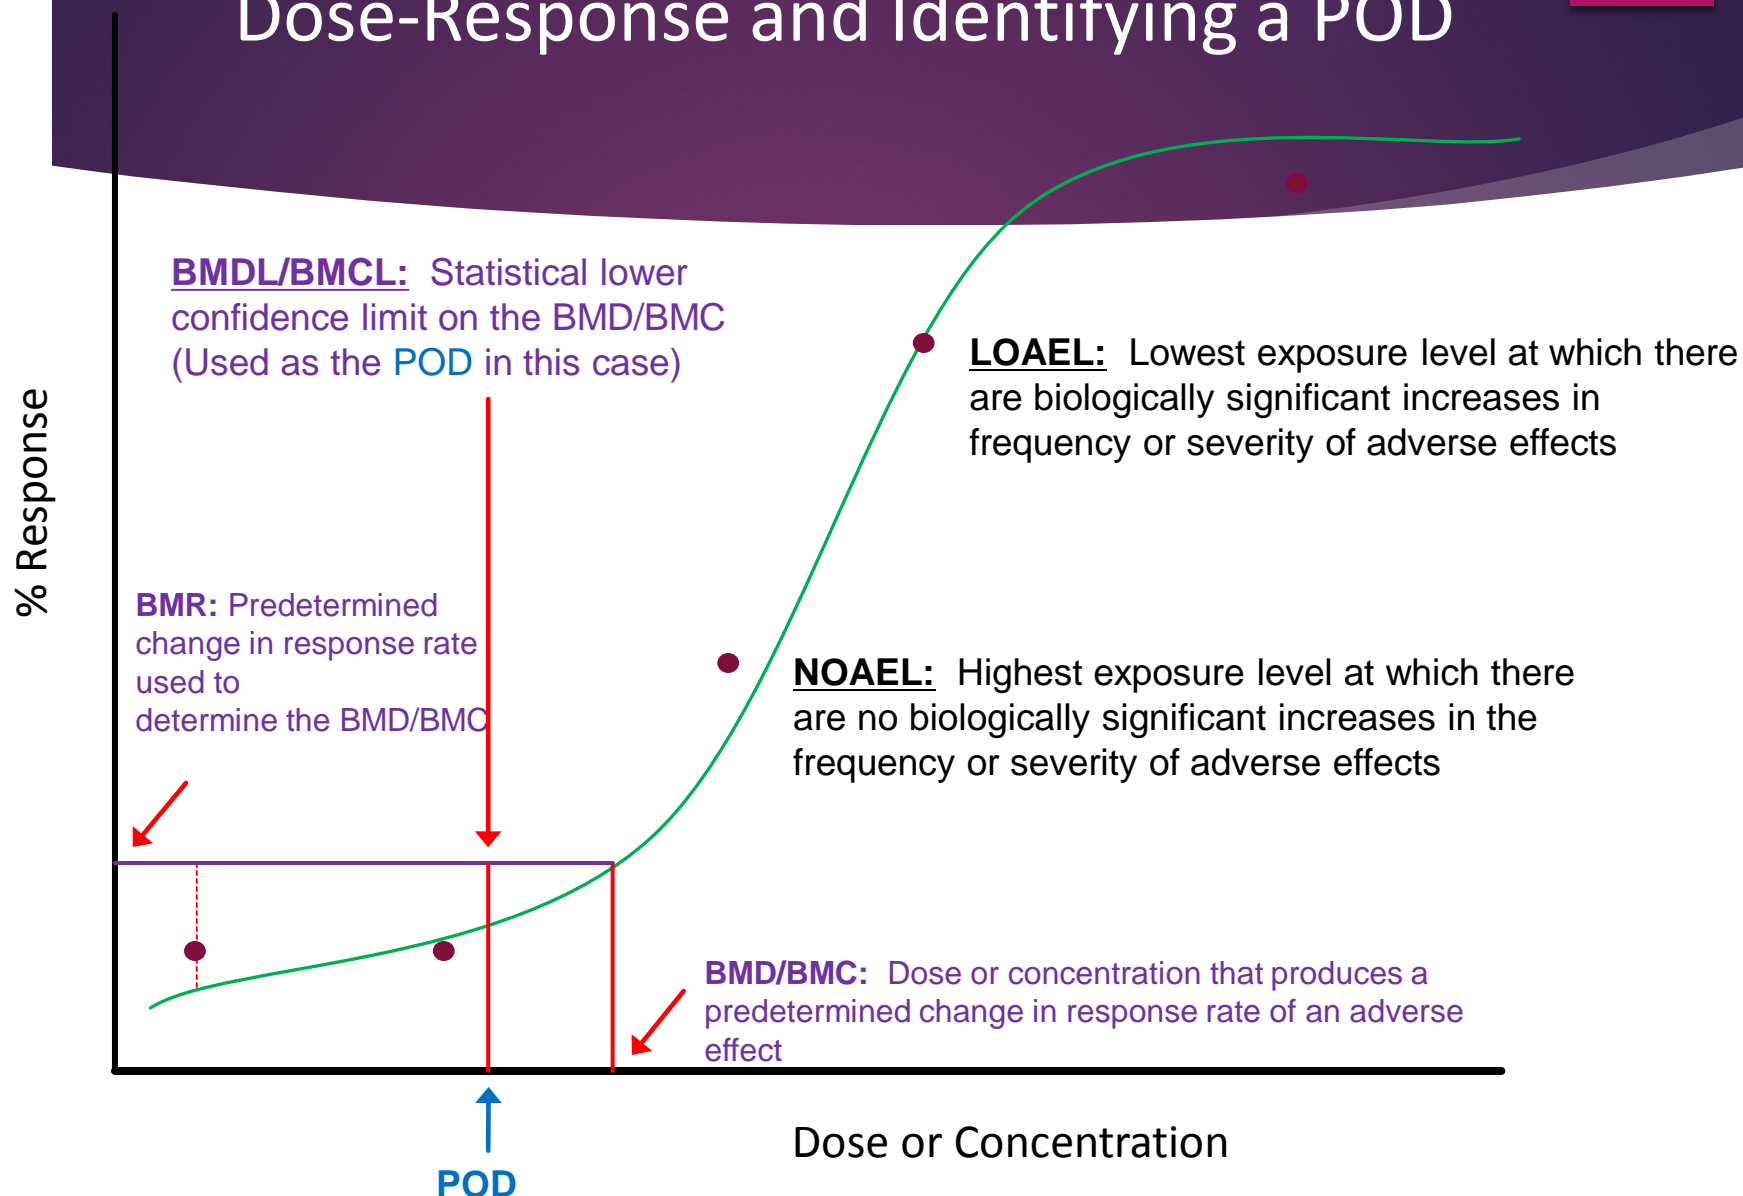 Dose-Response and Identifying a POD
BMDL/BMCL: Statistical lower
confidence limit on the BMD/BMC
(Used as the POD in this case)
LOAEL: Lowest exposure level at which there
are biologically significant increases in
frequency or severity of adverse effects
% Response
BMR: Predetermined
change in response rate
used to
determine the BMD/BMC
NOAEL: Highest exposure level at which there
are no biologically significant increases in the
frequency or severity of adverse effects
BMD/BMC: Dose or concentration that produces a
predetermined change in response rate of an adverse
effect
Dose or Concentration
POD